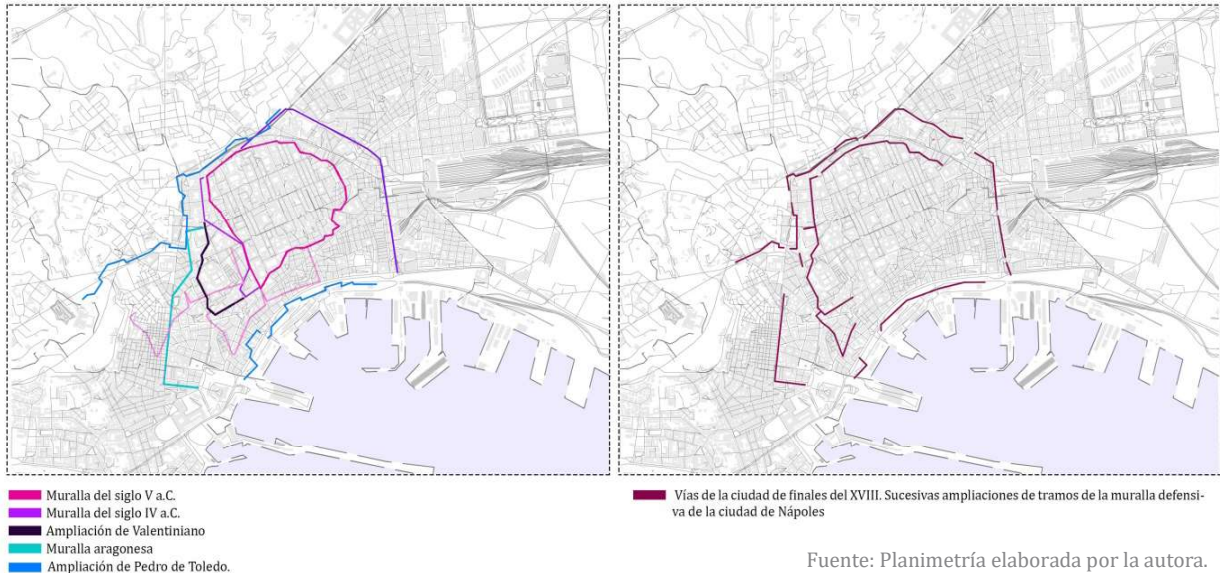 Muralla del siglo V a.C.
Muralla del siglo IV a.C.
Ampliación de Valentiniano
Muralla aragonesa
Ampliación de Pedro de Toledo.
Vías de la ciudad de finales del XVIII. Sucesivas ampliaciones de tramos de la muralla defensi-
va de la ciudad de Nápoles
Fuente: Planimetría elaborada por la autora.